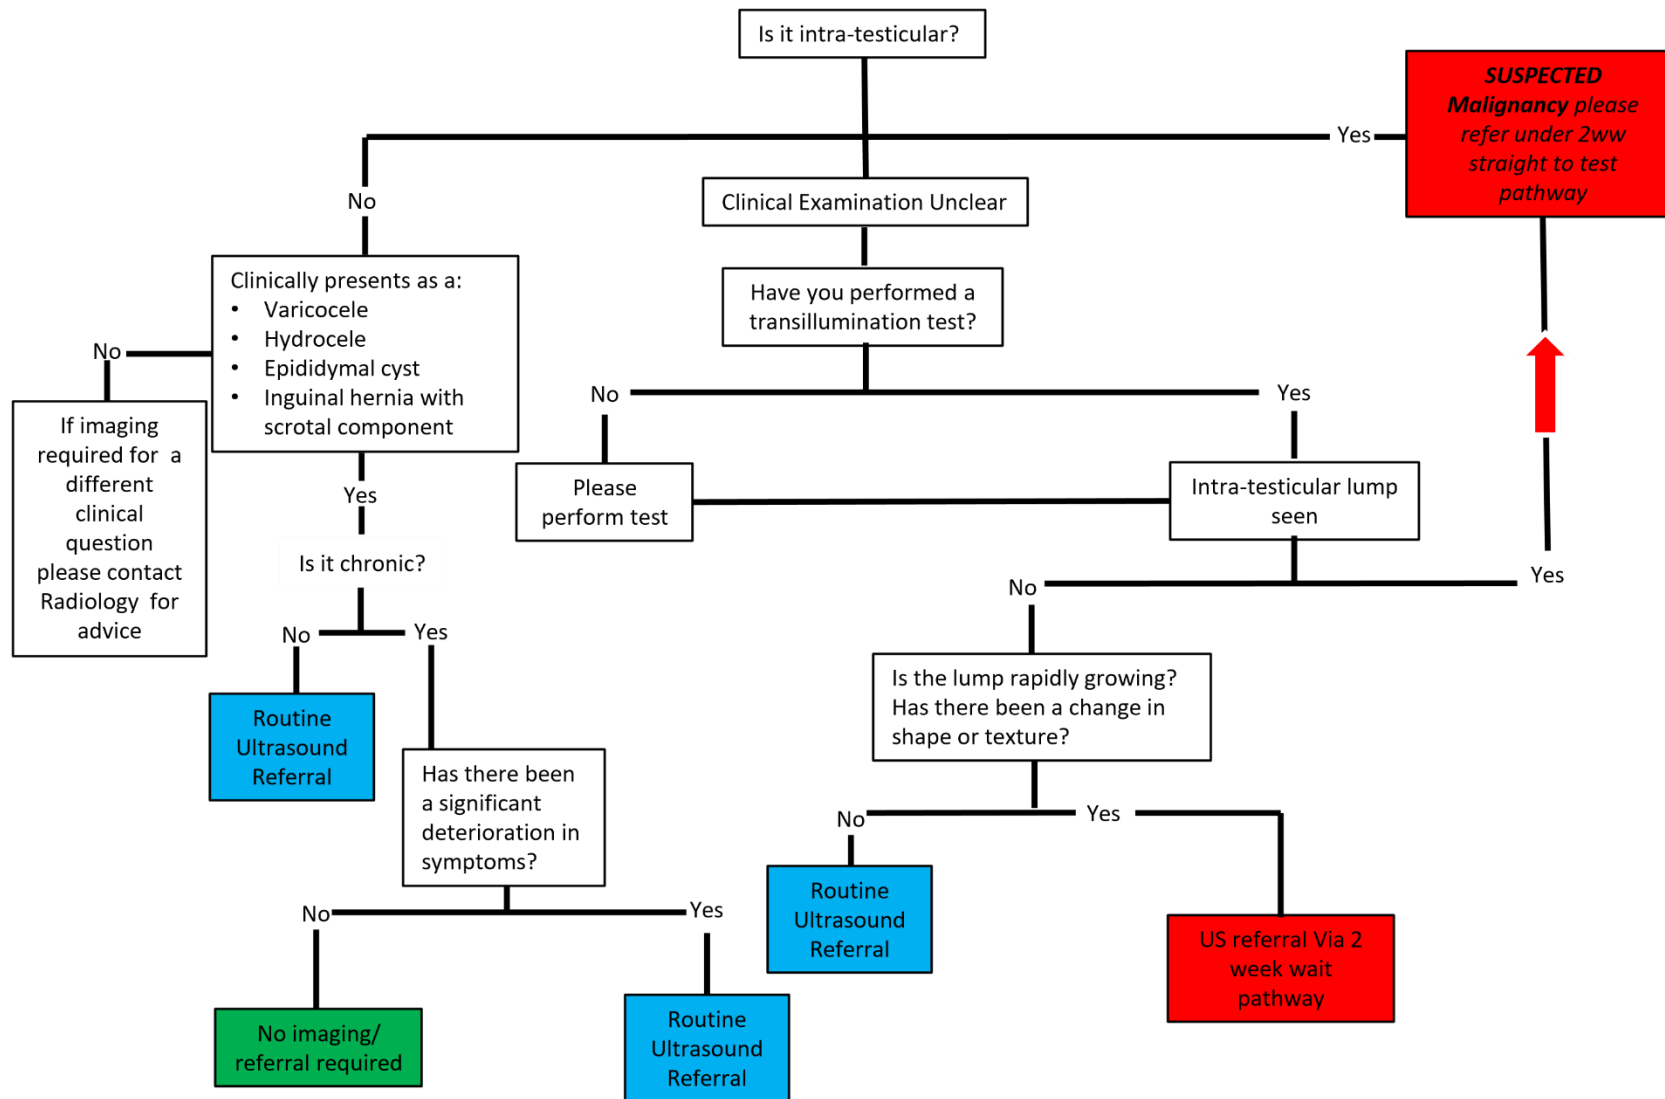 Is it intra-testicular?
SUSPECTED
Malignancy please
refer under 2ww
straight to test
pathway
Yes
No
Clinical Examination Unclear
Clinically presents as a:
• Varicocele
• Hydrocele
• Epididymal cyst
• Inguinal hernia with
scrotal component
Have you performed a
transillumination test?
No
If imaging
required for a
different
clinical
question
please contact
Radiology for
advice
No
Yes
Please
perform test
Intra-testicular lump
seen
Yes
Is it chronic?
No
Yes
No
Yes
Routine
Ultrasound
Referral
Is the lump rapidly growing?
Has there been a change in
shape or texture?
Has there been
a significant
deterioration in
symptoms?
No
Yes
Routine
Ultrasound
Referral
US referral Via 2
week wait
pathway
No
Yes
No imaging/
referral required
Routine
Ultrasound
Referral